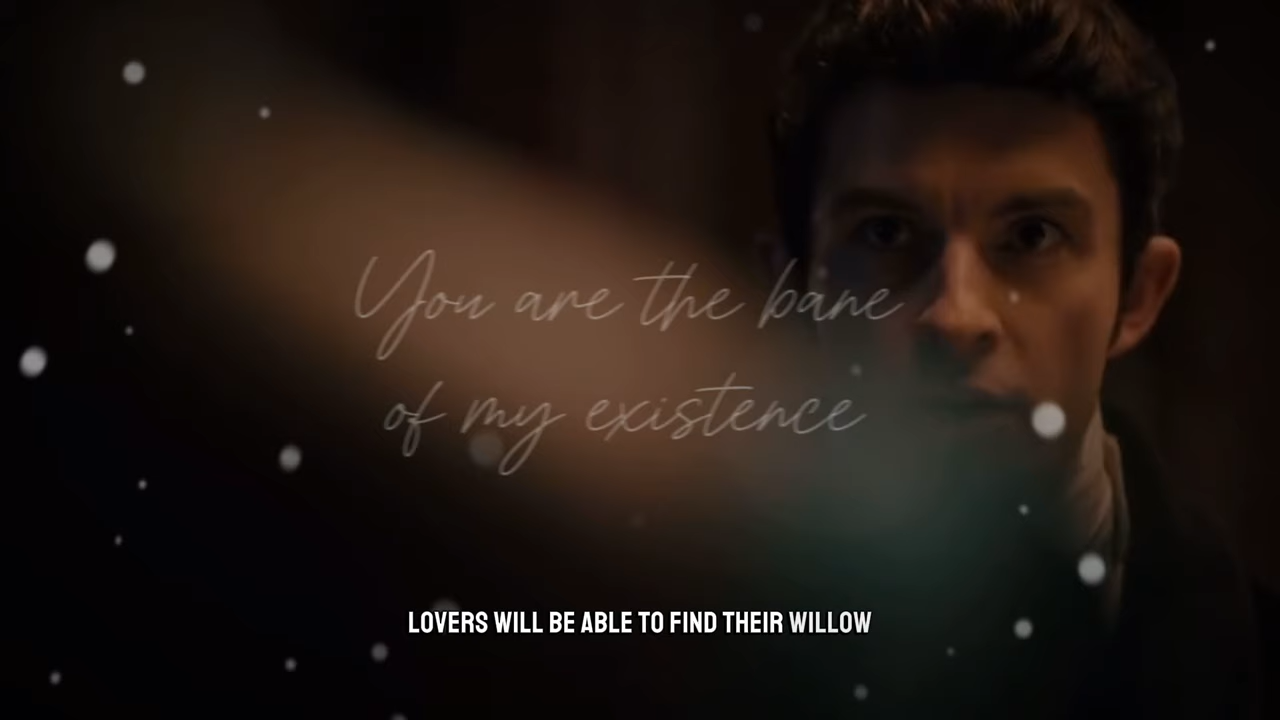 You are the bane
of my existence
LOVERS WILL BE ABLE TO FIND THEIR WILLOW